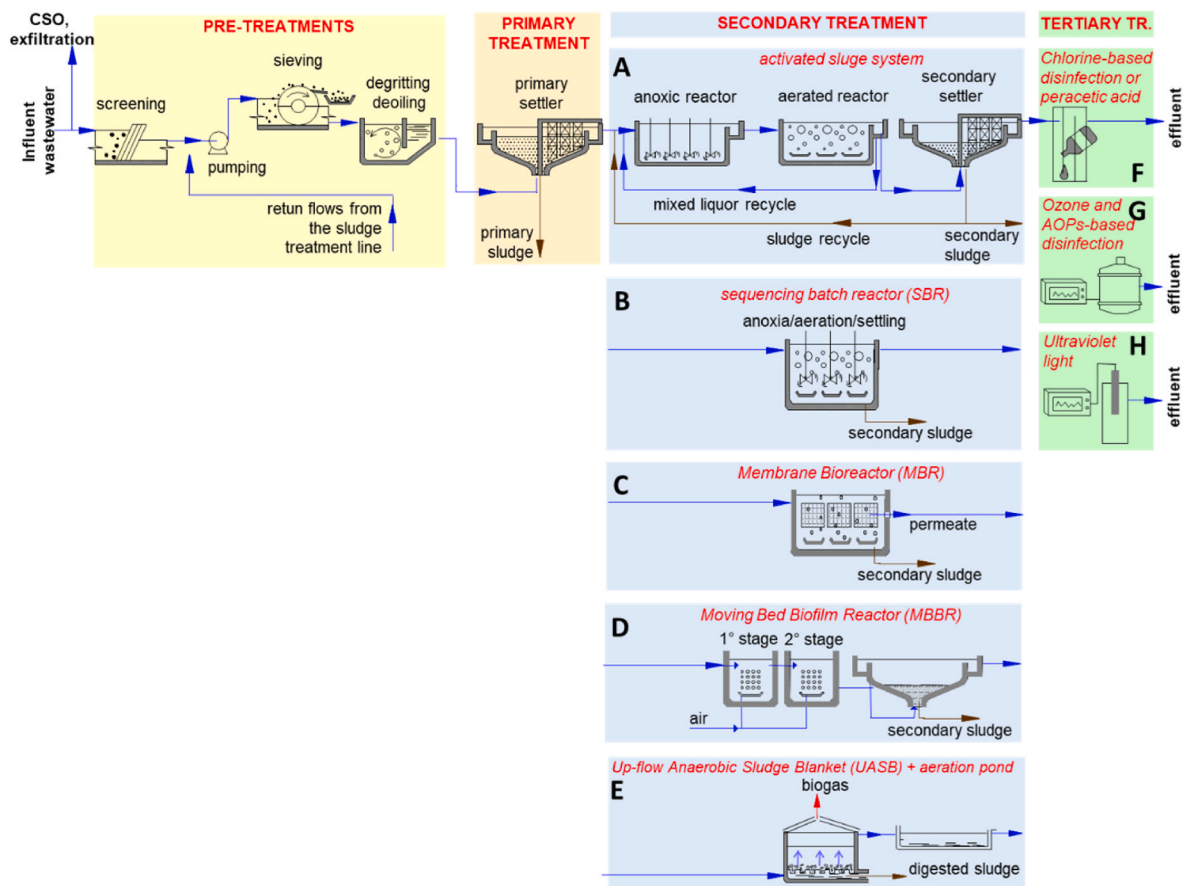 CSO,
exfiltration
Influent
wastewater
PRE-TREATMENTS
screening
pumping
sieving
degritting
deoiling
retun flows from
the sludge
treatment line
PRIMARY
TREATMENT
primary
settler
primary
sludge
SECONDARY TREATMENT
A
activated sluge system
anoxic reactor
aerated reactor
secondary
settler
mixed liquor recycle
sludge recycle
secondary
sludge
B
sequencing batch reactor (SBR)
anoxia/aeration/settling
secondary sludge
C
Membrane Bioreactor (MBR)
permeate
secondary sludge
D
Moving Bed Biofilm Reactor (MBBR)
1° stage
2° stage
air
secondary sludge
Up-flow Anaerobic Sludge Blanket (UASB) + aeration pond
E
biogas
digested sludge
TERTIARY TR.
Chlorine-based
disinfection or
peracetic acid
F
effluent
Ozone and
G
AOPs-based
disinfection
effluent
Ultraviolet
light
H
effluent